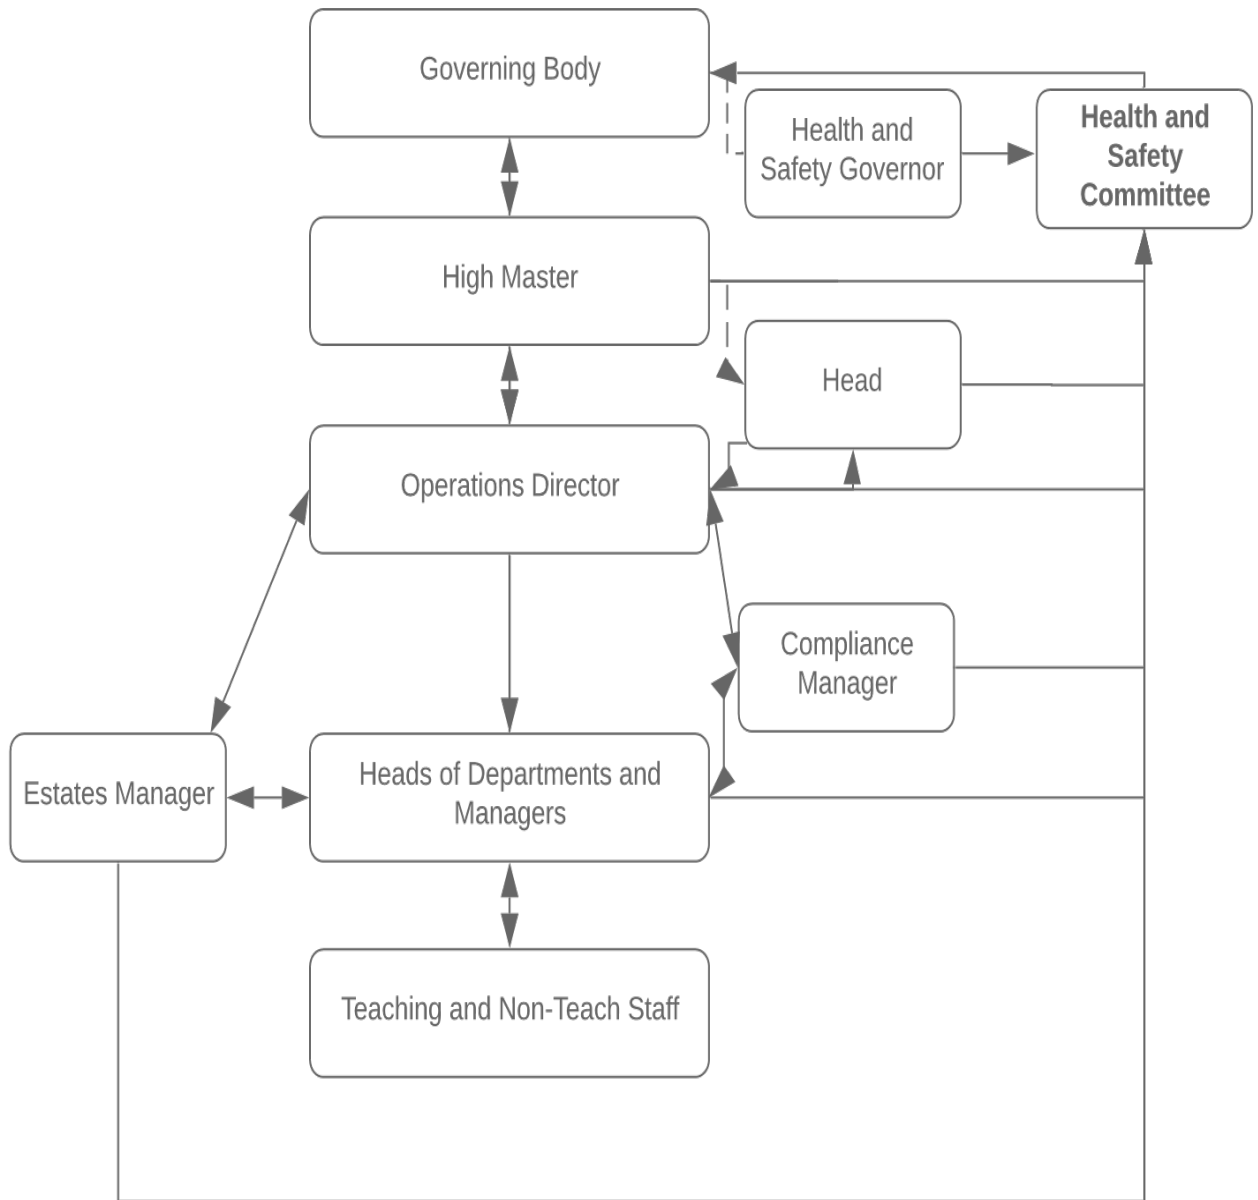 Governing Body
Health and
Safety Governor
Health and
Safety
Committee
High Master
Head
Operations Director
Compliance
Manager
Estates Manager
Heads of Departments and
Managers
Teaching and Non-Teach Staff